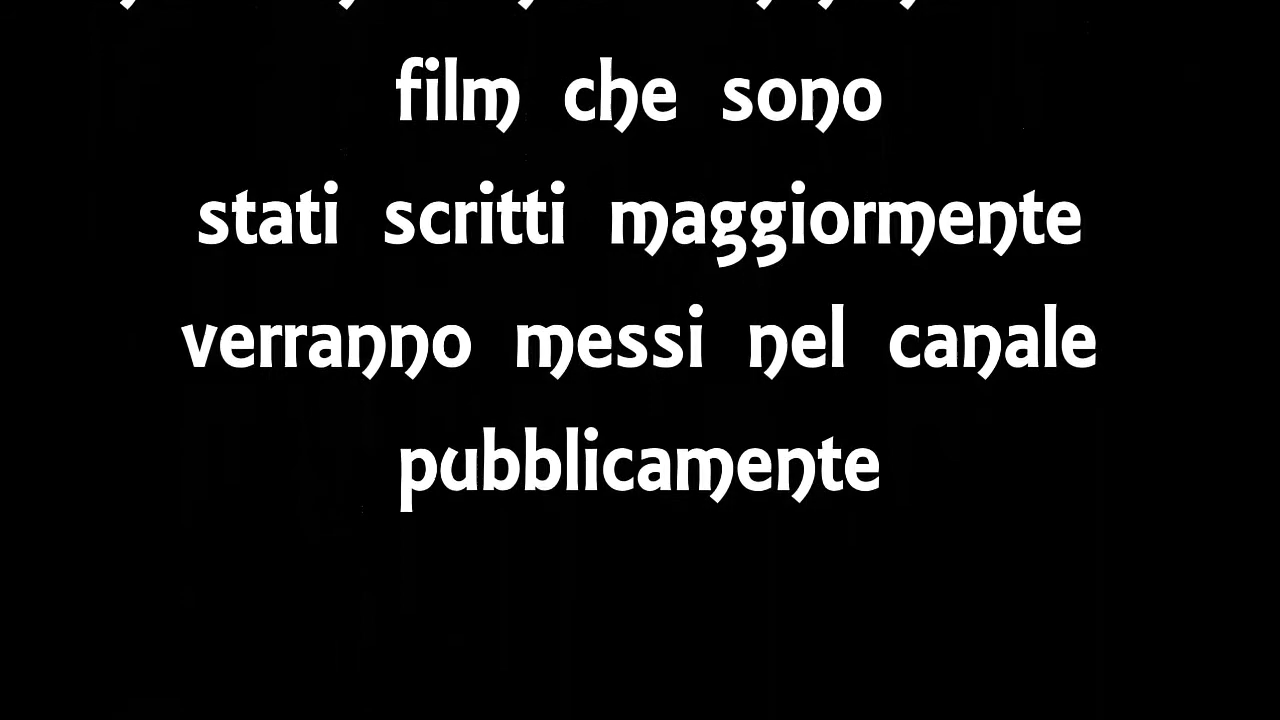 film che sono
stati scritti maggiormente
verranno messi nel canale
pubblicamente